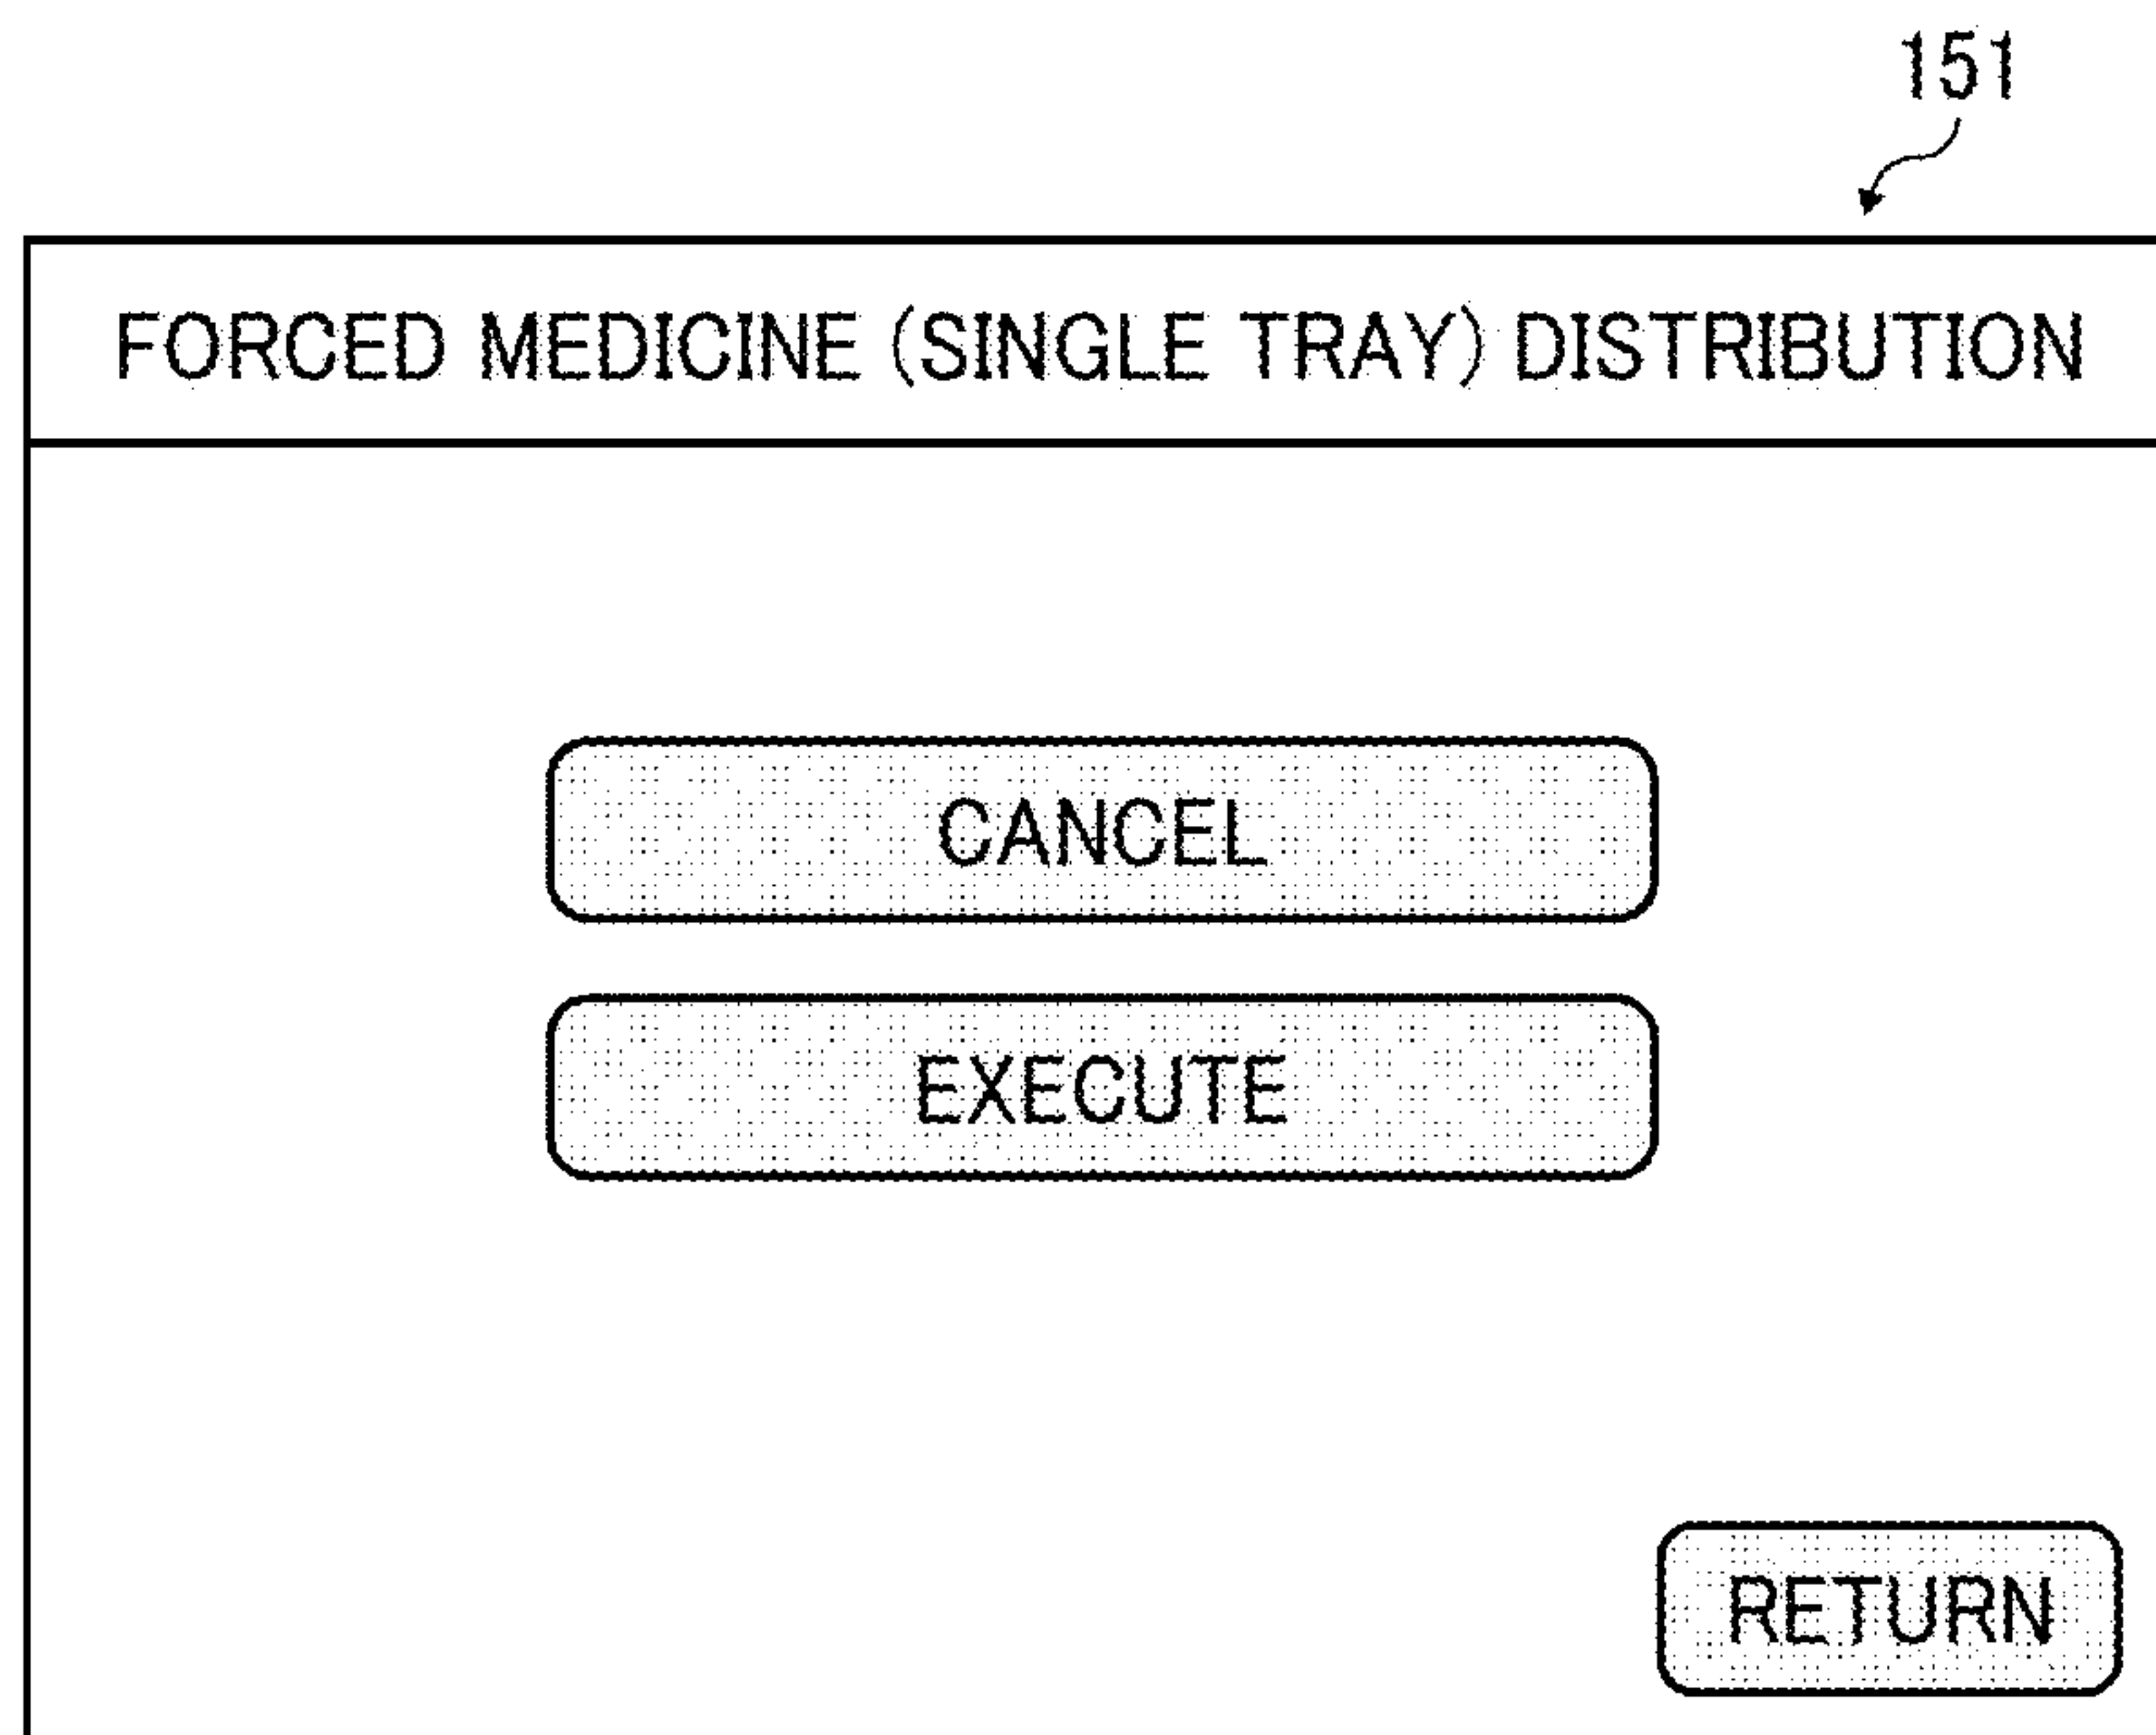 151
FORCED MEDICINE (SINGLE TRAY) DISTRIBUTION
CANCEL
EXECUTE
RETURN